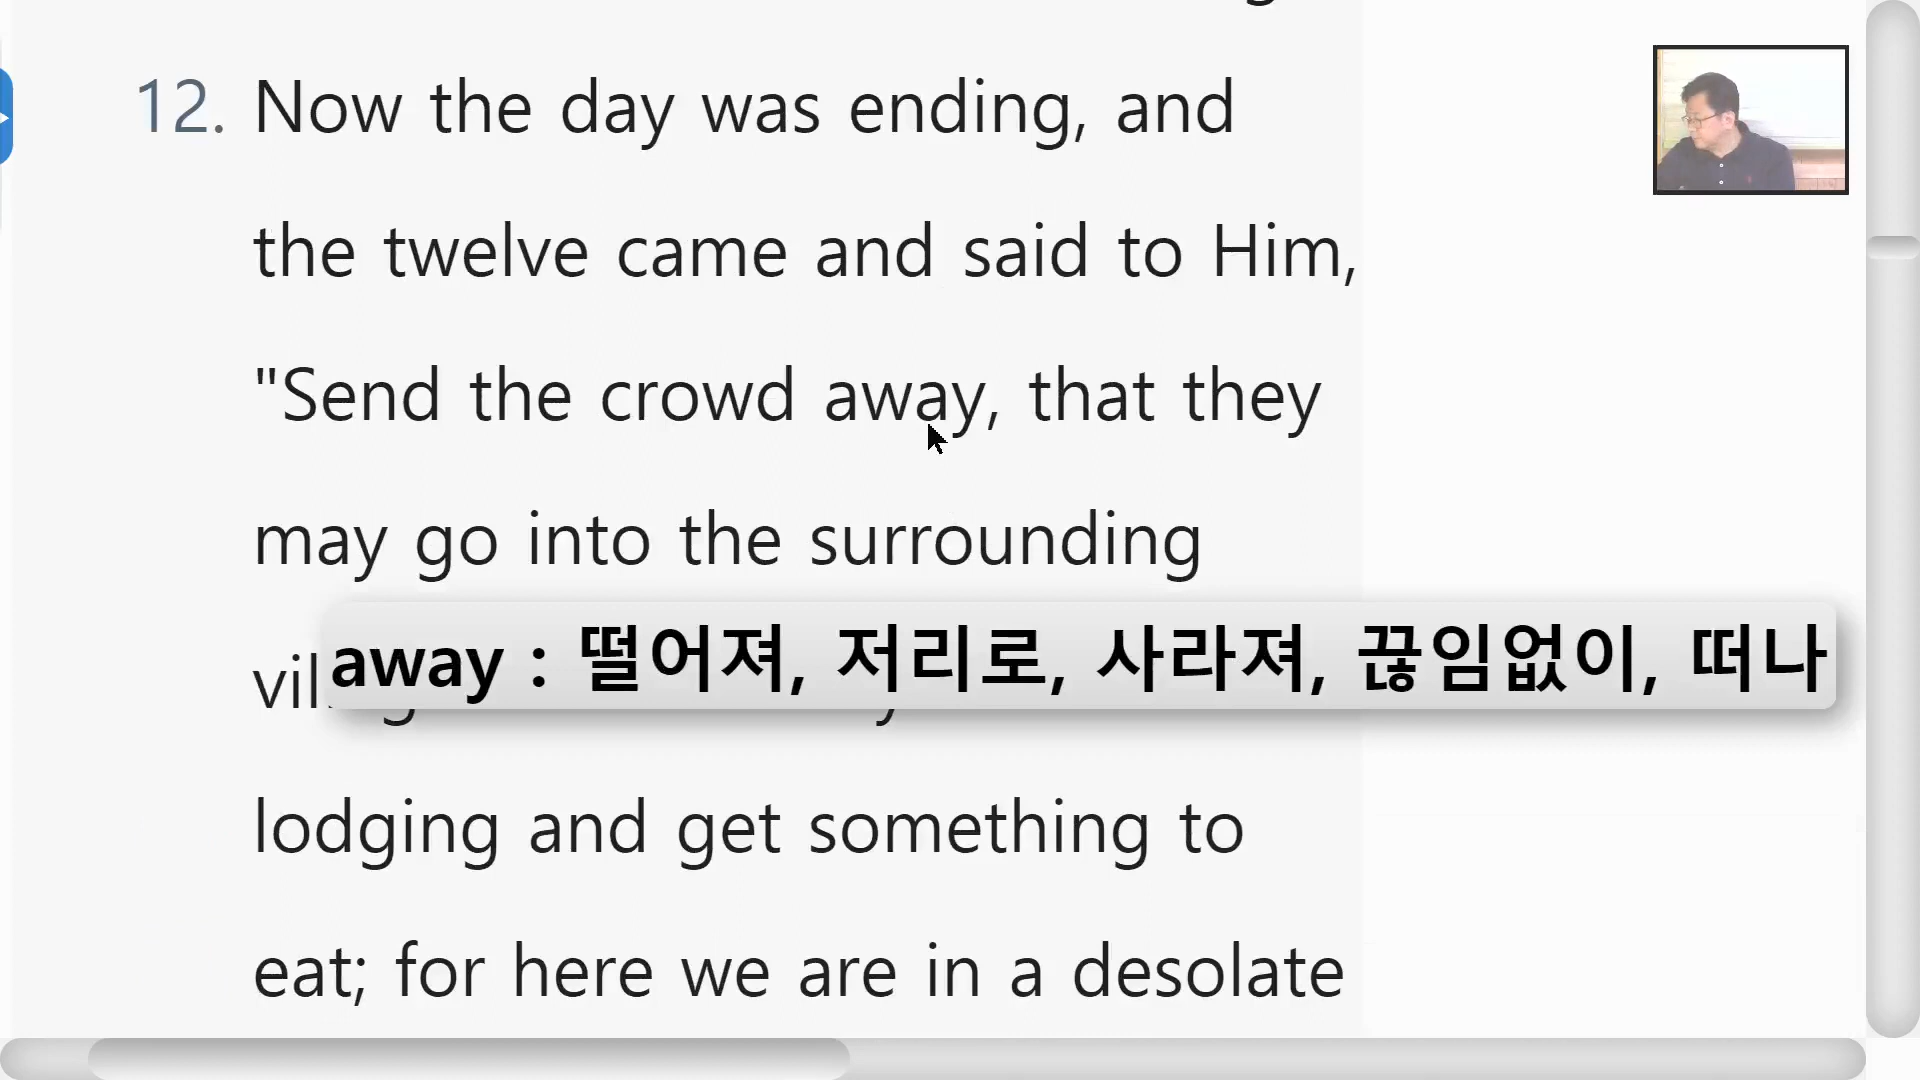 12. Now the day was ending, and
the twelve came and said to Him,
"Send the crowd away, that they
may go into the surrounding
away : 떨어져, 저리로, 사라져, 끊임없이, 떠나
lodging and get something to
eat; for here we are in a desolate